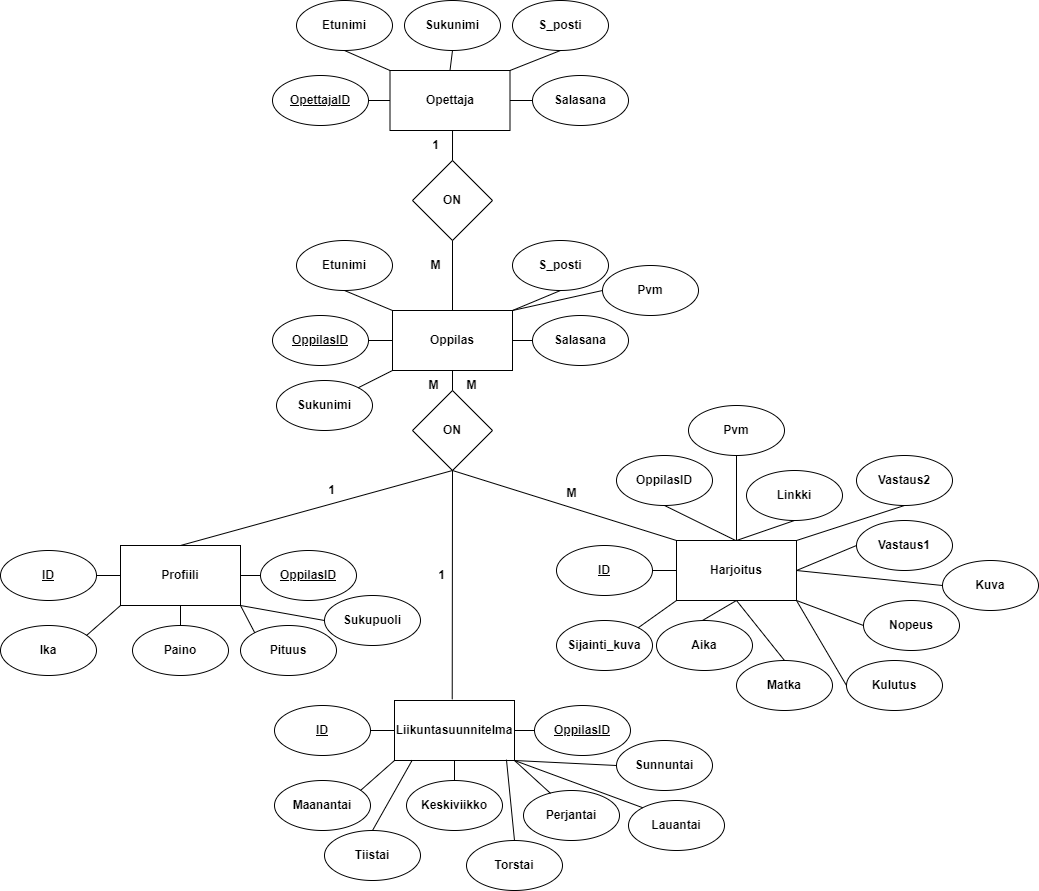 Etunimi
Sukunimi
S_posti
OpettajaID
Opettaja
Salasana
1
ON
M
Etunimi
S_posti
Pvm
OppilasID
Oppilas
Salasana
M
M
Sukunimi
ON
Pvm
OppilasID
Linkki
Vastaus2
1
M
Vastaus1
ID
Profiili
OppilasID
1
ID
Harjoitus
Kuva
Sukupuoli
Nopeus
Ika
Paino
Pituus
Sijainti_kuva
Aika
Matka
Kulutus
ID
Liikuntasuunnitelma
OppilasID
Sunnuntai
Maanantai
Keskiviikko
Perjantai
Lauantai
Tiistai
Torstai